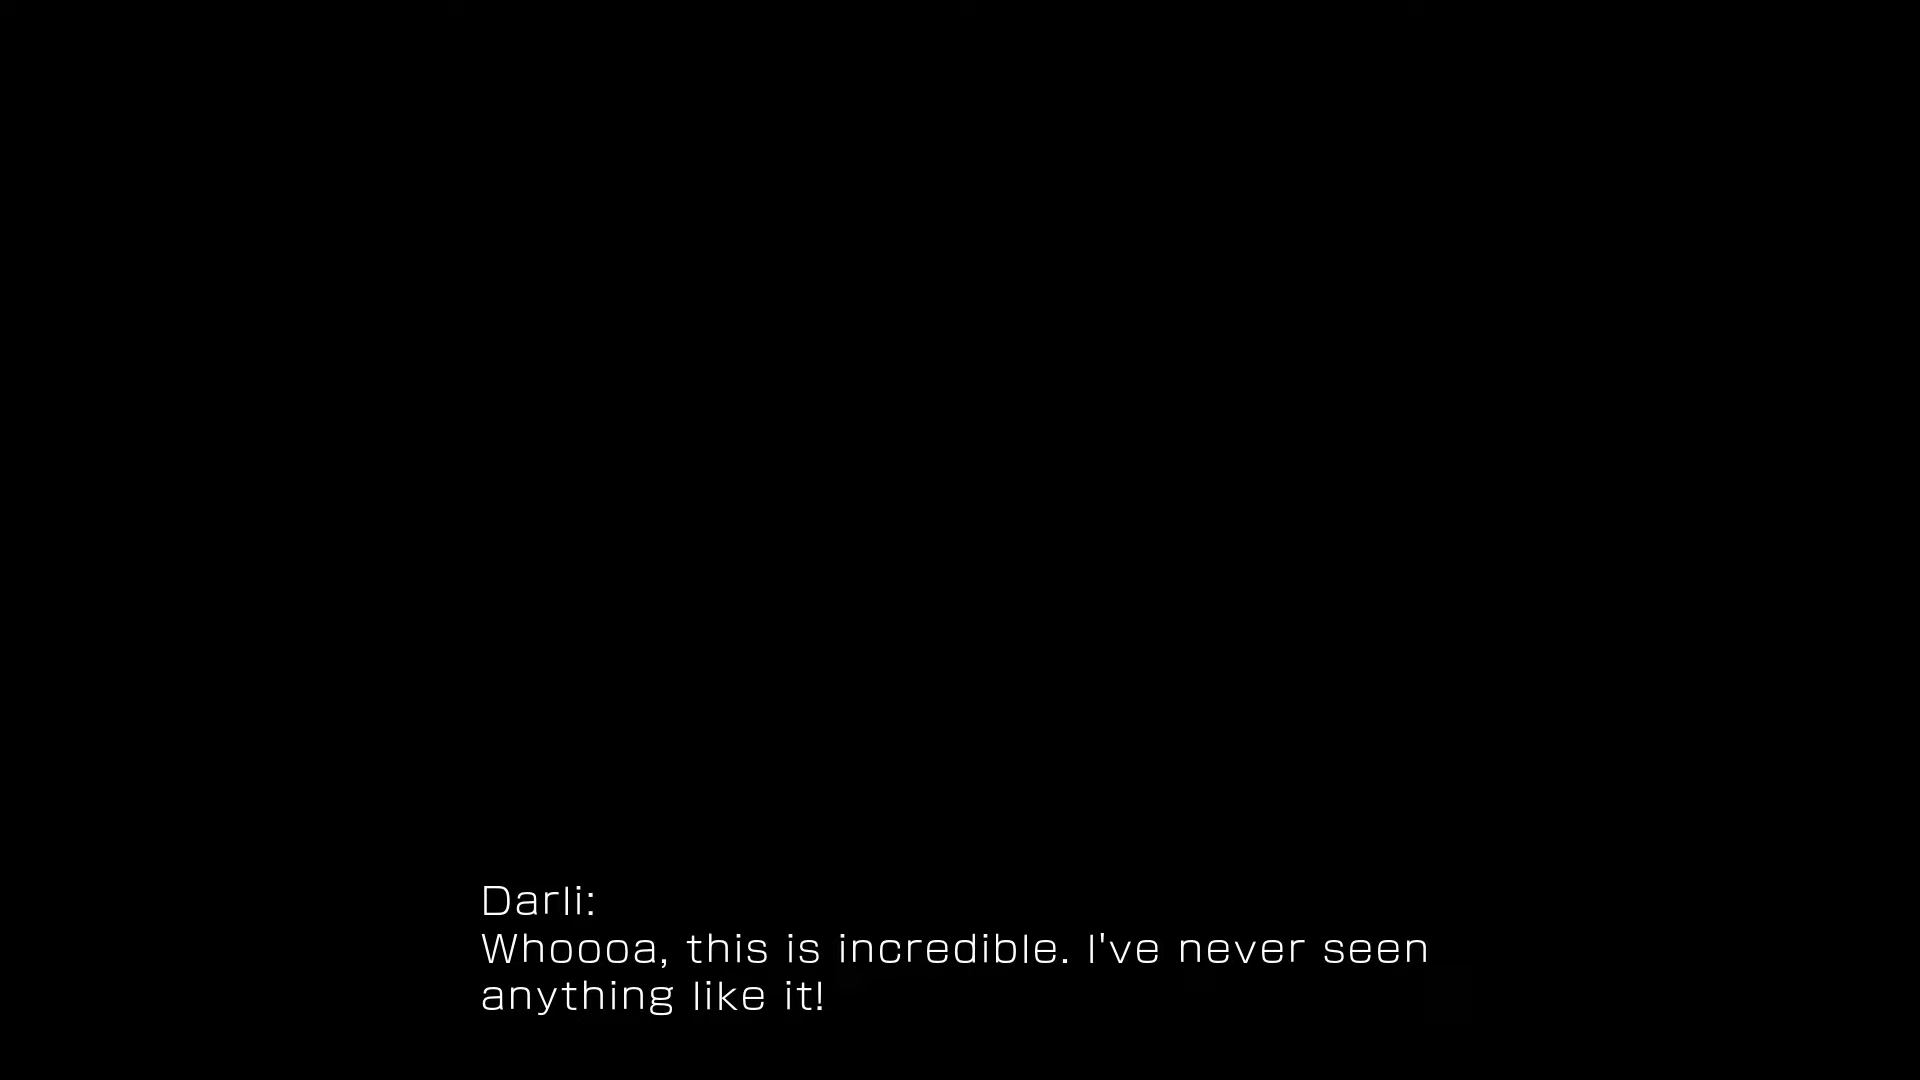 Darli:
Whoooa, this is incredible. I've never seen
anything like it!